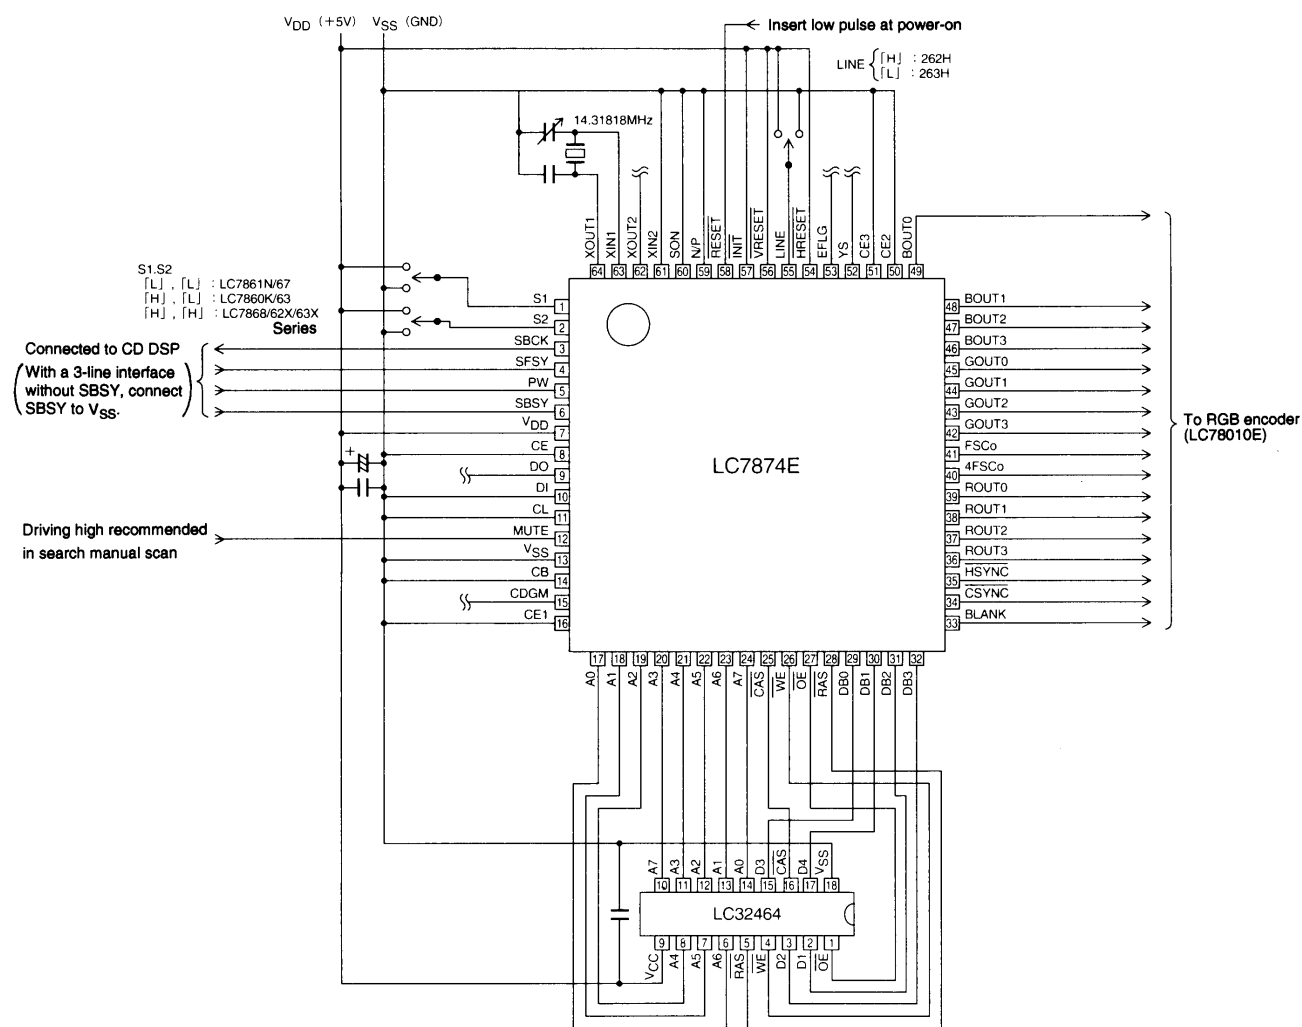 VDD (+5V) VSS (GND)
Insert low pulse at power-on
LINE 「H」 : 262H
「L」 : 263H
14.31818MHz
XOUT1 XIN1 XOUT2 XIN2 SON N/P RESET INIT VRESET LINE HRESET EFLG YS CE3 CE2 BOUT0
64 63 62 61 60 59 58 57 56 55 54 53 52 51 50 49
S1.S2
「L」 , 「L」 : LC7861N/67
「H」 , 「L」 : LC7860K/63
「H」 , 「H」 : LC7868/62X/63X
Series
Connected to CD DSP
(With a 3-line interface
without SBSY, connect
SBSY to VSS.)
Driving high recommended
in search manual scan
S1 1
S2 2
SBCK 3
SFSY 4
PW 5
SBSY 6
VDD 7
CE 8
+
DO 9
DI 10
CL 11
MUTE 12
VSS 13
CB 14
CDGM 15
CE1 16
LC7874E
48 BOUT1
47 BOUT2
46 BOUT3
45 GOUT0
44 GOUT1
43 GOUT2
42 GOUT3
41 FSCo
40 4FSCo
39 ROUT0
38 ROUT1
37 ROUT2
36 ROUT3
35 HSYNC
34 CSYNC
33 BLANK
To RGB encoder
(LC78010E)
17 18 19 20 21 22 23 24 25 26 27 28 29 30 31 32
A0 A1 A2 A3 A4 A5 A6 A7 CAS WE OE RAS DB0 DB1 DB2 DB3
A7 A3 A2 A1 A0 D3 CAS D4 VSS
10 11 12 13 14 15 16 17 18
LC32464
9 8 7 6 5 4 3 2 1
VCC A4 A5 A6 RAS WE D2 D1 OE